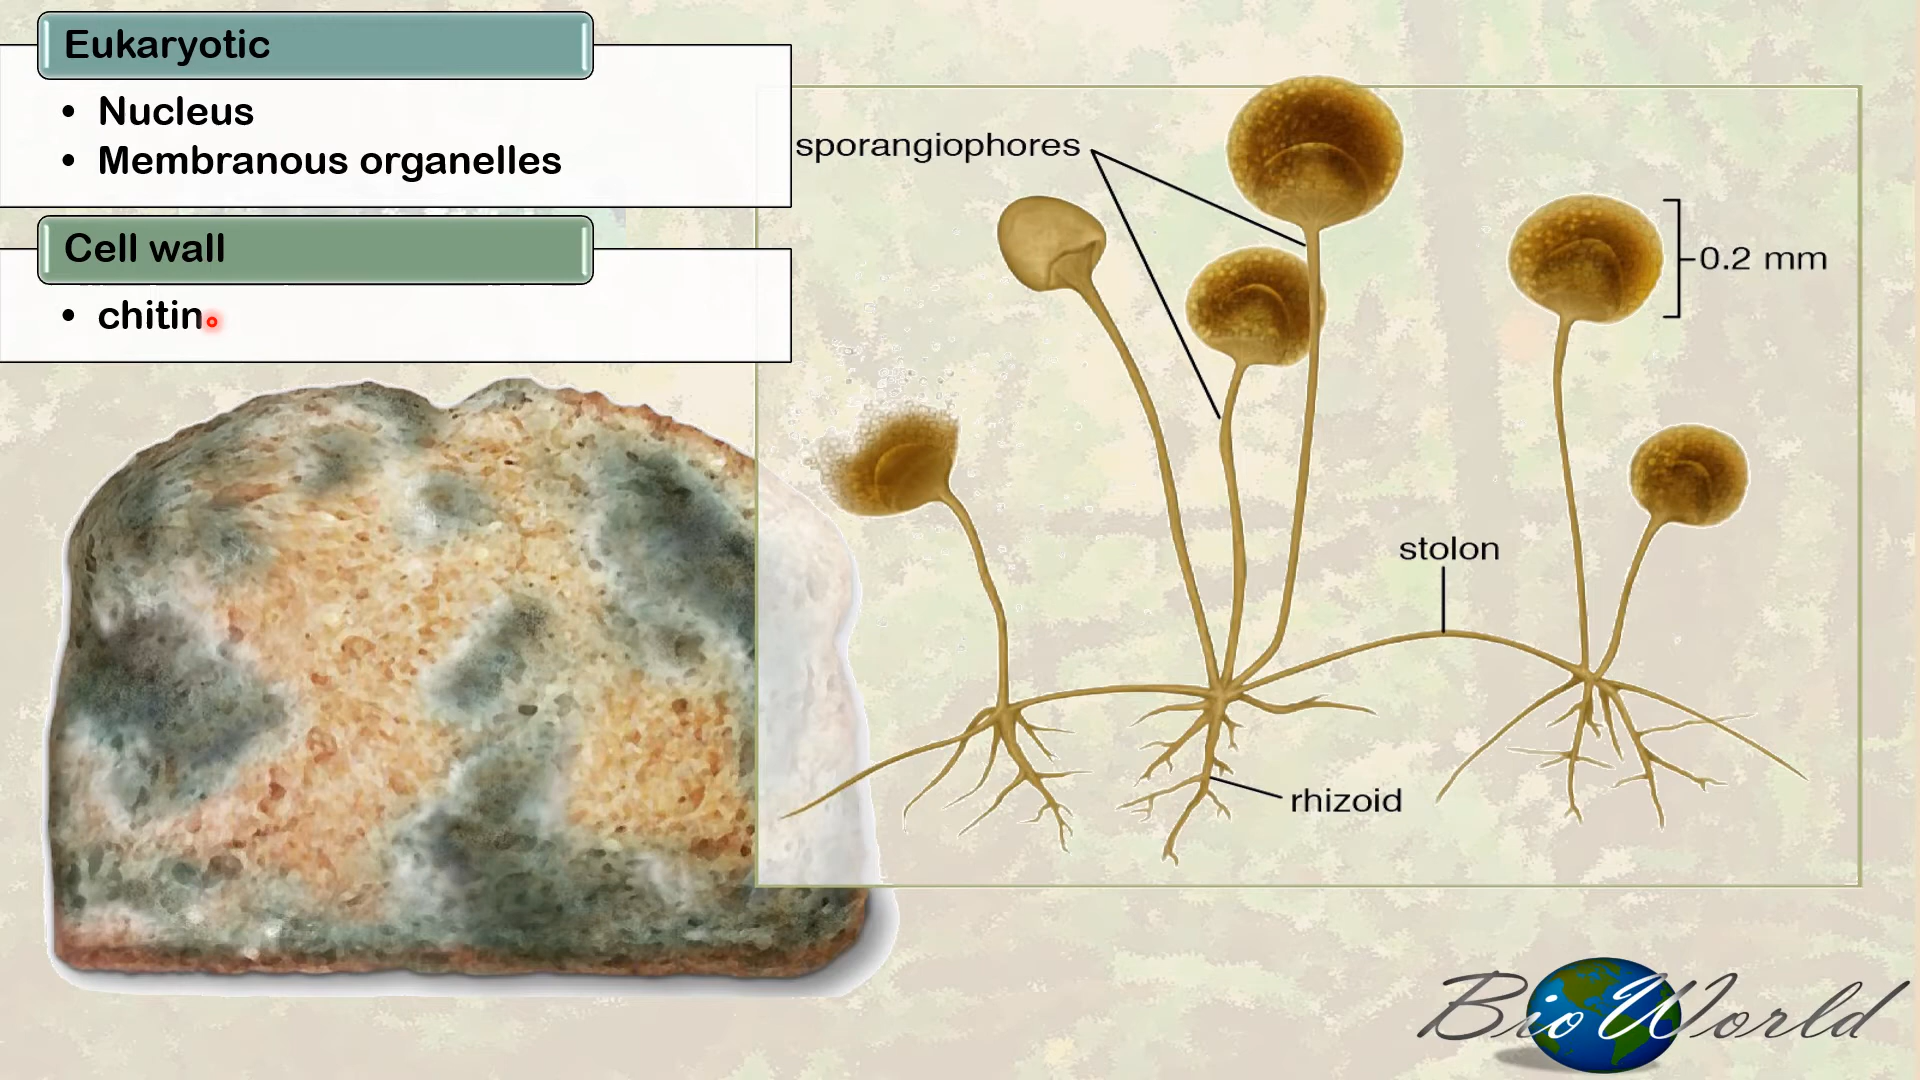 Eukaryotic
• Nucleus
• Membranous organelles
Cell wall
• chitin
sporangiophores
0.2 mm
stolon
rhizoid
BioWorld